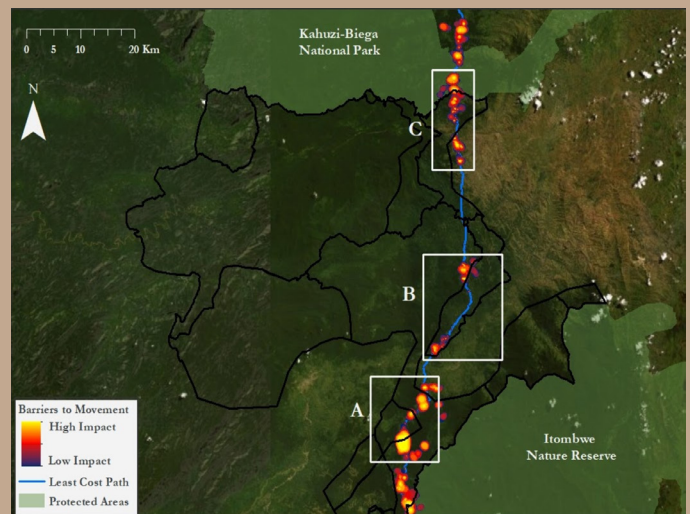 Kahuzi-Biega
National Park
0 5 10 20 Km
N
C
B
A
Barriers to Movement
High Impact
Low Impact
Least Cost Path
Protected Areas
Itombwe
Nature Reserve